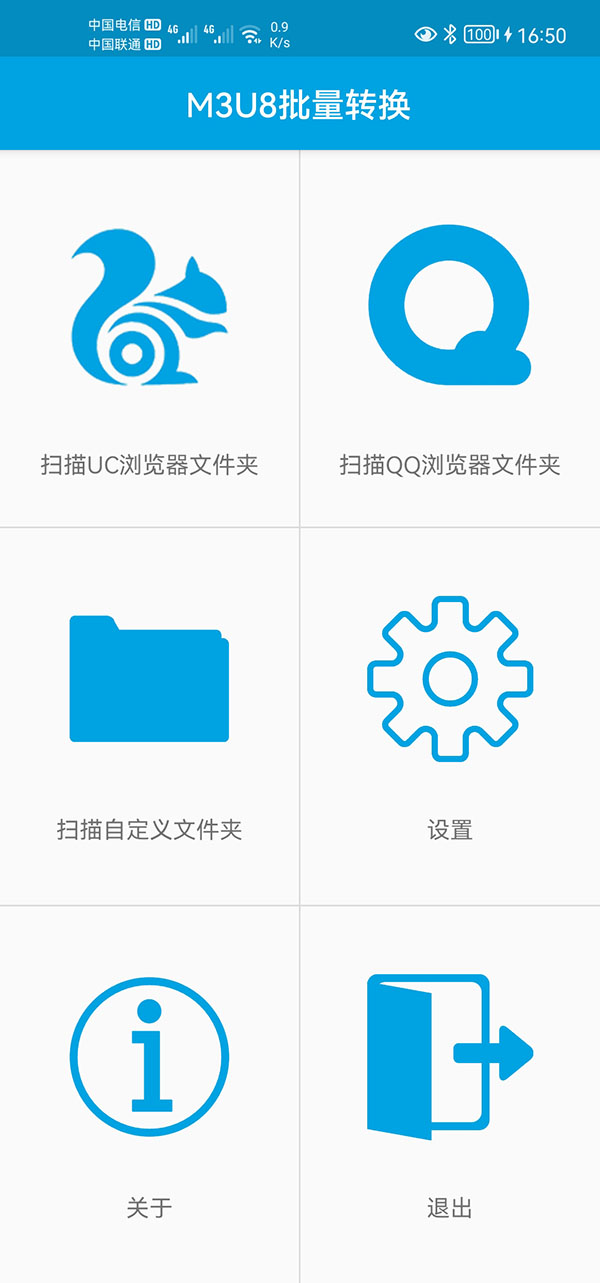 中国电信 HD 4G 4G 0.9
中国联通 HD K/s 100 16:50
M3U8批量转换
扫描UC浏览器文件夹
扫描QQ浏览器文件夹
扫描自定义文件夹
设置
关于
退出